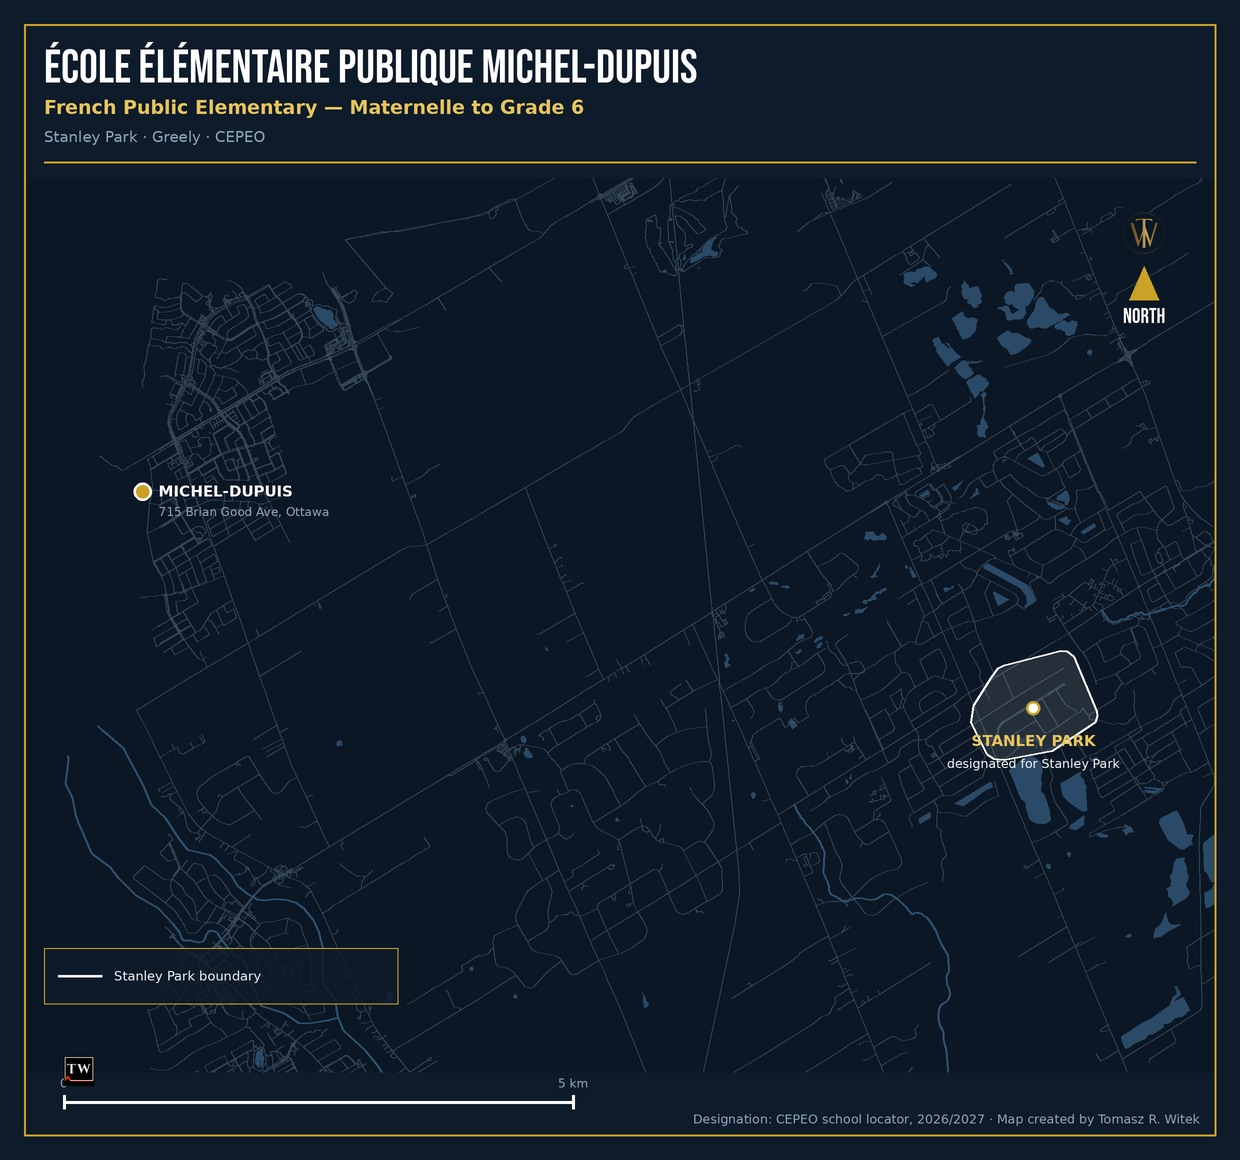 ÉCOLE ÉLÉMENTAIRE PUBLIQUE MICHEL-DUPUIS
French Public Elementary — Maternelle to Grade 6
Stanley Park · Greely · CEPEO
TW
NORTH
MICHEL-DUPUIS
715 Brian Good Ave, Ottawa
STANLEY PARK
designated for Stanley Park
Stanley Park boundary
TW
0 5 km
Designation: CEPEO school locator, 2026/2027 · Map created by Tomasz R. Witek